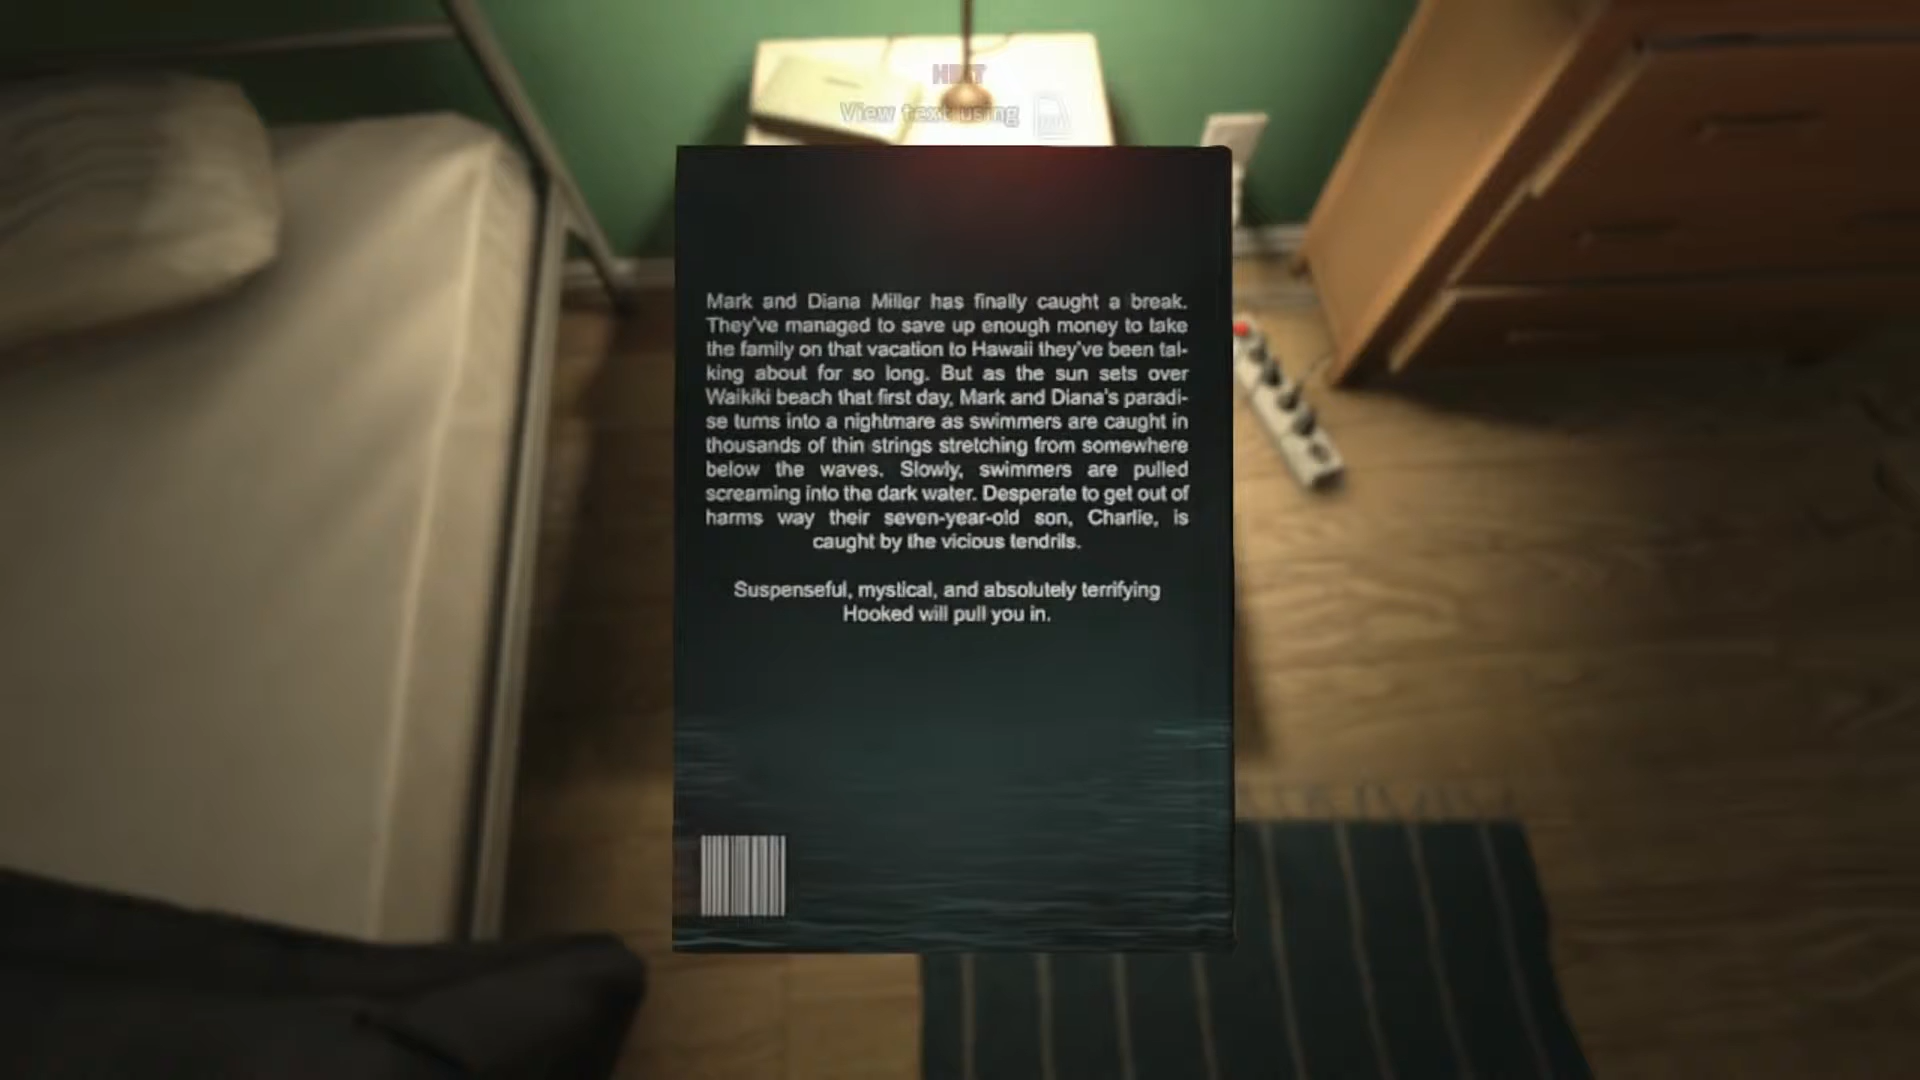 HINT
View text using
Mark and Diana Miller has finally caught a break.
They've managed to save up enough money to take
the family on that vacation to Hawaii they've been tal-
king about for so long. But as the sun sets over
Waikiki beach that first day, Mark and Diana's paradi-
se turns into a nightmare as swimmers are caught in
thousands of thin strings stretching from somewhere
below the waves. Slowly, swimmers are pulled
screaming into the dark water. Desperate to get out of
harms way their seven-year-old son, Charlie, is
caught by the vicious tendrils.
Suspenseful, mystical, and absolutely terrifying
Hooked will pull you in.